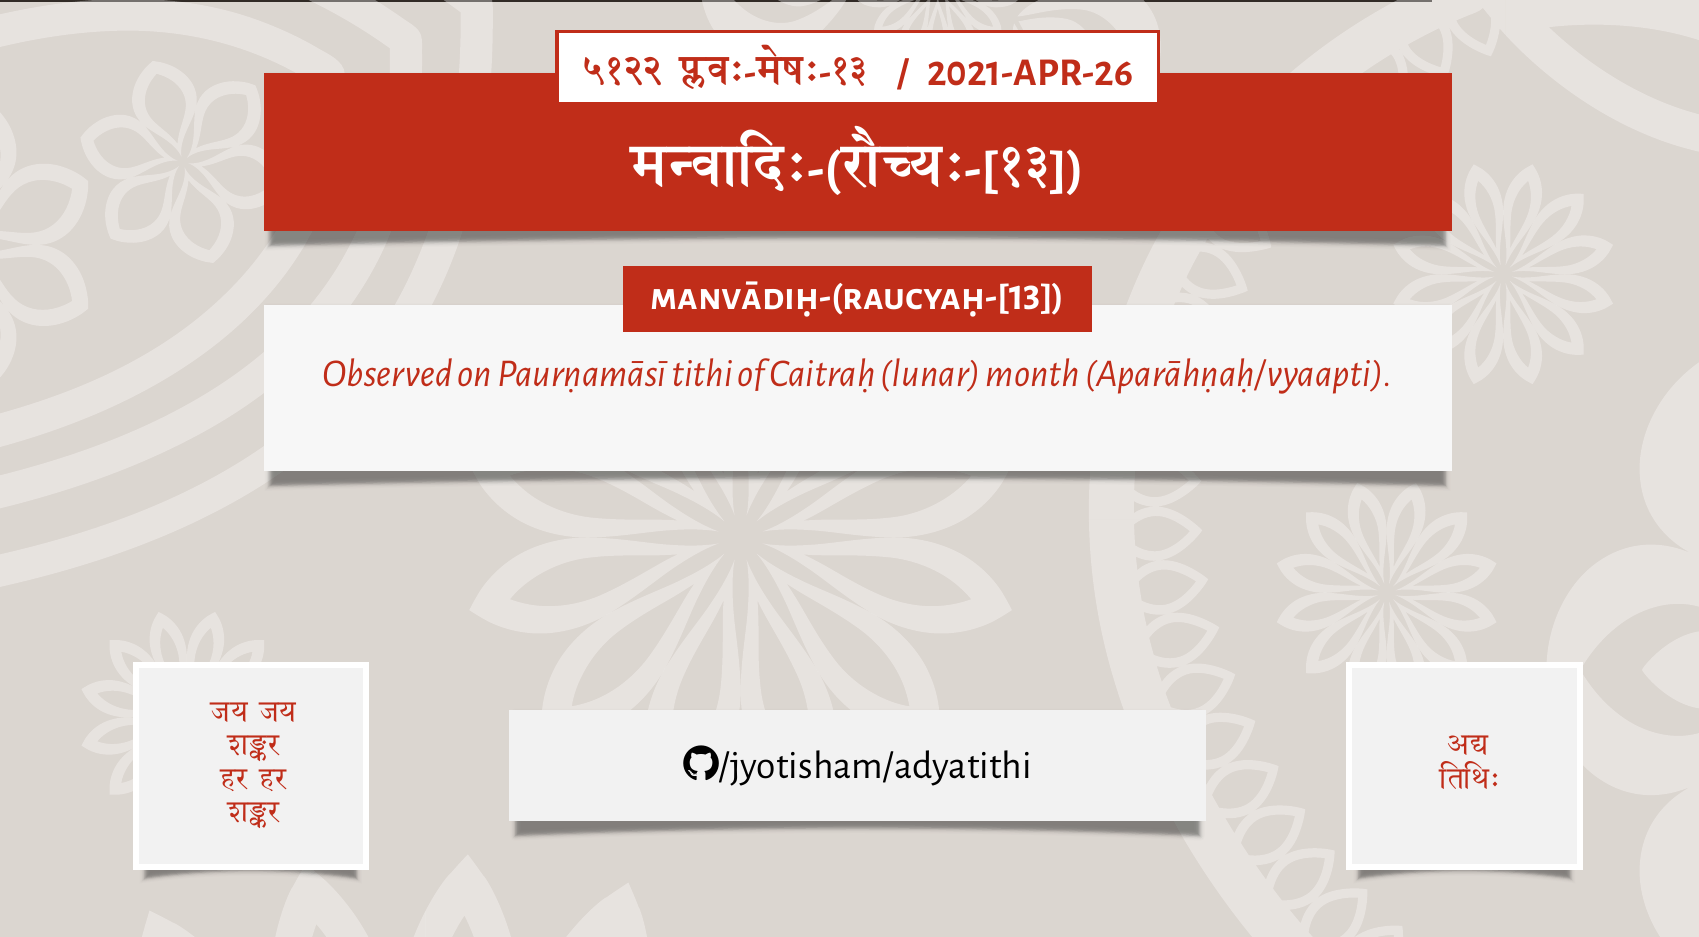 ५१२२ प्लवः-मेषः-१३ / 2021-APR-26
मन्वादिः-(रौच्यः-[१३])
MANVĀDIḤ-(RAUCYAḤ-[13])
Observed on Paurṇamāsī tithi of Caitraḥ (lunar) month (Aparāhṇaḥ/vyaapti).
जय जय
शङ्कर
हर हर
शङ्कर
/jyotisham/adyatithi
अद्य
तिथिः